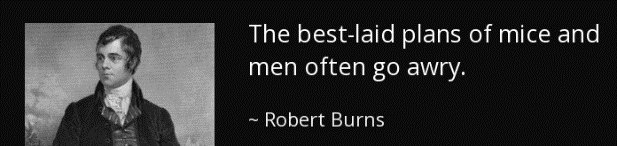 The best-laid plans of mice and
men often go awry.
~ Robert Burns